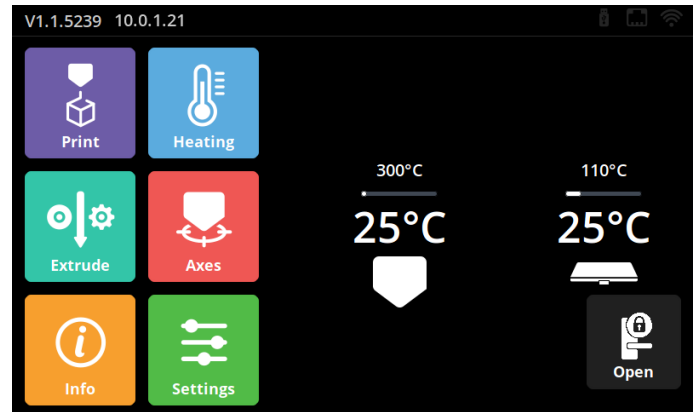 V1.1.5239 10.0.1.21
Print
Heating
300°C
110°C
25°C
25°C
Extrude
Axes
Info
Settings
Open